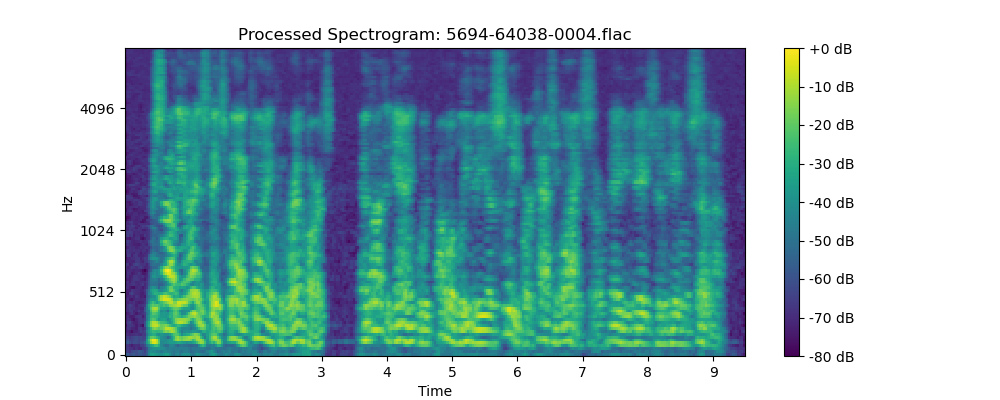 Processed Spectrogram: 5694-64038-0004.flac
Hz
4096
2048
1024
512
0
0 1 2 3 4 5 6 7 8 9
Time
+0 dB
-10 dB
-20 dB
-30 dB
-40 dB
-50 dB
-60 dB
-70 dB
-80 dB